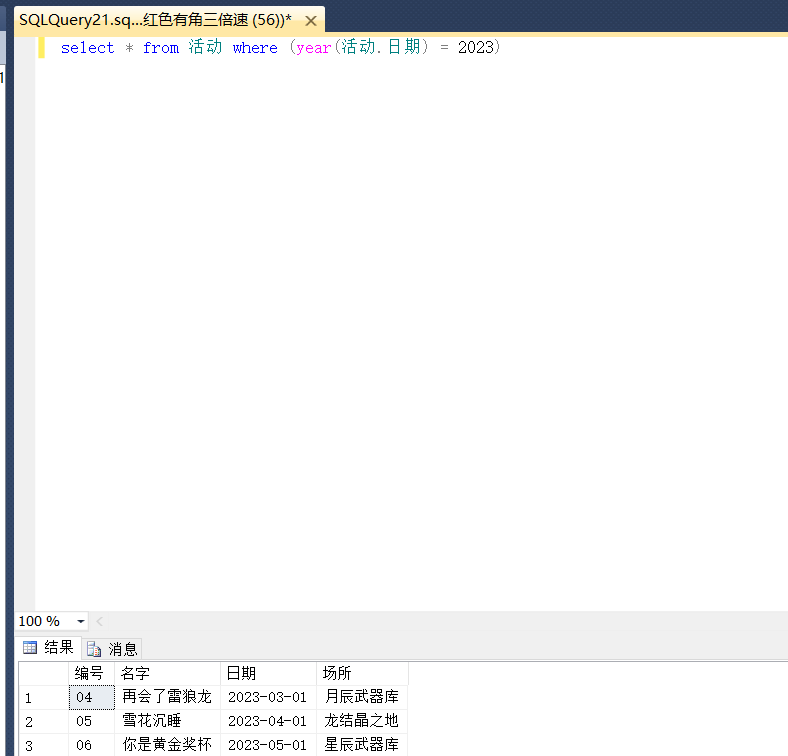 SQLQuery21.sq...红色有角三倍速 (56))*
1
select * from 活动 where (year(活动.日期) = 2023)
100 %
结果 消息
编号 名字 日期 场所
1 04 再会了雷狼龙 2023-03-01 月辰武器库
2 05 雪花沉睡 2023-04-01 龙结晶之地
3 06 你是黄金奖杯 2023-05-01 星辰武器库